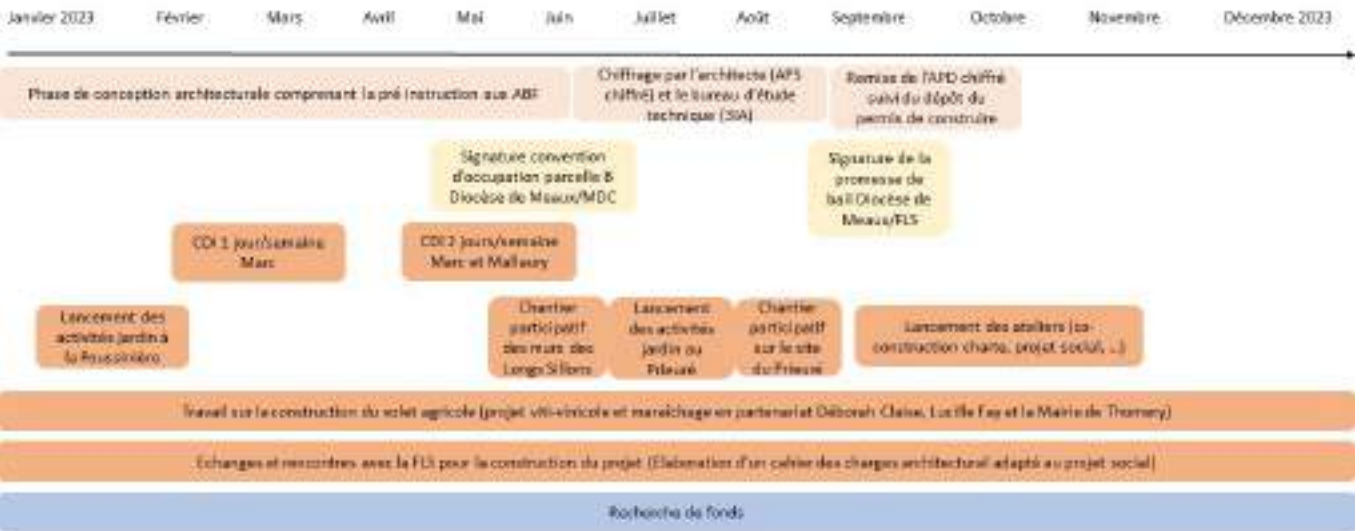 Janvier 2023 Février Mars Avril Mai Juin Juillet Août Septembre Octobre Novembre Décembre 2023
Phase de conception architecturale comprenant la pré instruction aux ABF
Chiffrage par l'architecte (APS
chiffré) et le bureau d'étude
technique (SIA)
Remise de l'APD chiffré
suivi du dépôt du
permis de construire
Signature convention
d'occupation parcelle B
Diocèse de Meaux/MDC
Signature de la
promesse de
bail Diocèse de
Meaux/FLS
CDI 1 jour/semaine
Marc
CDI 2 jours/semaine
Marc et Mallaury
Lancement des
activités jardin à
la Poussinière
Chantier
participatif
des murs des
Longs Sillons
Lancement
des activités
jardin au
Prieuré
Chantier
participatif
sur le site
du Prieuré
Lancement des ateliers (co-
construction charte, projet social, ...)
Travail sur la construction du volet agricole (projet viti-vinicole et maraîchage en partenariat Déborah Claise, Lucille Fay et la Mairie de Thomery)
Echanges et rencontres avec la FLS pour la construction du projet (Elaboration d'un cahier des charges architectural adapté au projet social)
Recherche de fonds